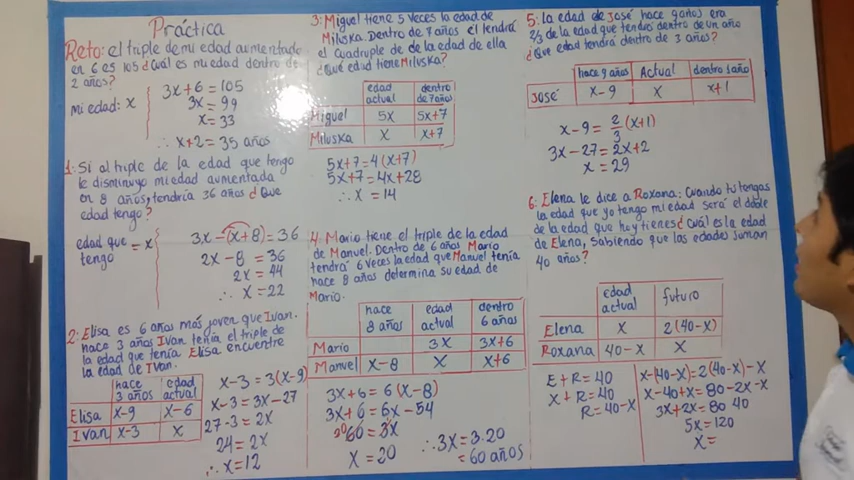 Práctica
Reto: el triple de mi edad aumentado
en 6 es 105 ¿Cuál es mi edad dentro de
2 años?
mi edad: x
3x+6 = 105
3x = 99
x = 33
∴ x+2 = 35 años
1: Si al triple de la edad que tengo
le disminuyo mi edad aumentada
en 8 años, tendría 36 años ¿Que
edad tengo?
edad que
tengo = x
3x-(x+8) = 36
2x-8 = 36
2x = 44
∴ x = 22
2: Elisa es 6 años más joven que Ivan.
hace 3 años Ivan tenía el triple de
la edad que tenía Elisa encuentre
la edad de Ivan.
hace 3 años edad actual
Elisa x-9 x-6
Ivan x-3 x
x-3 = 3(x-9)
x-3 = 3x-27
27-3 = 2x
24 = 2x
∴ x = 12
3: Miguel tiene 5 veces la edad de
Miluska. Dentro de 7 años él tendrá
el cuadruple de de la edad de ella
¿Qué edad tiene Miluska?
edad actual dentro de 7 años
Miguel 5x 5x+7
Miluska x x+7
5x+7 = 4(x+7)
5x+7 = 4x+28
∴ x = 14
4: Mario tiene el triple de la edad
de Manuel. Dentro de 6 años Mario
tendrá 6 veces la edad que Manuel tenía
hace 8 años determina su edad de
Mario.
hace 8 años edad actual dentro 6 años
Mario 3x 3x+6
Manuel x-8 x x+6
3x+6 = 6(x-8)
3x+6 = 6x-54
20 60 = 3x
x = 20
∴ 3x = 3.20
= 60 años
5: la edad de José hace 9 años era
2/3 de la edad que tendrá dentro de un año
¿Que edad tendrá dentro de 3 años?
hace 9 años Actual dentro 1 año
José x-9 x x+1
x-9 = 2/3 (x+1)
3x-27 = 2x+2
x = 29
6: Elena le dice a Roxana: Cuando tu tengas
la edad que yo tengo mi edad será el doble
de la edad que hoy tienes ¿Cuál es la edad
de Elena, sabiendo que las edades suman
40 años?
edad actual futuro
Elena x 2(40-x)
Roxana 40-x x
E+R = 40
x+R = 40
R = 40-x
x-(40-x) = 2(40-x)-x
x-40+x = 80-2x-x
3x+2x = 80 40
5x = 120
x =